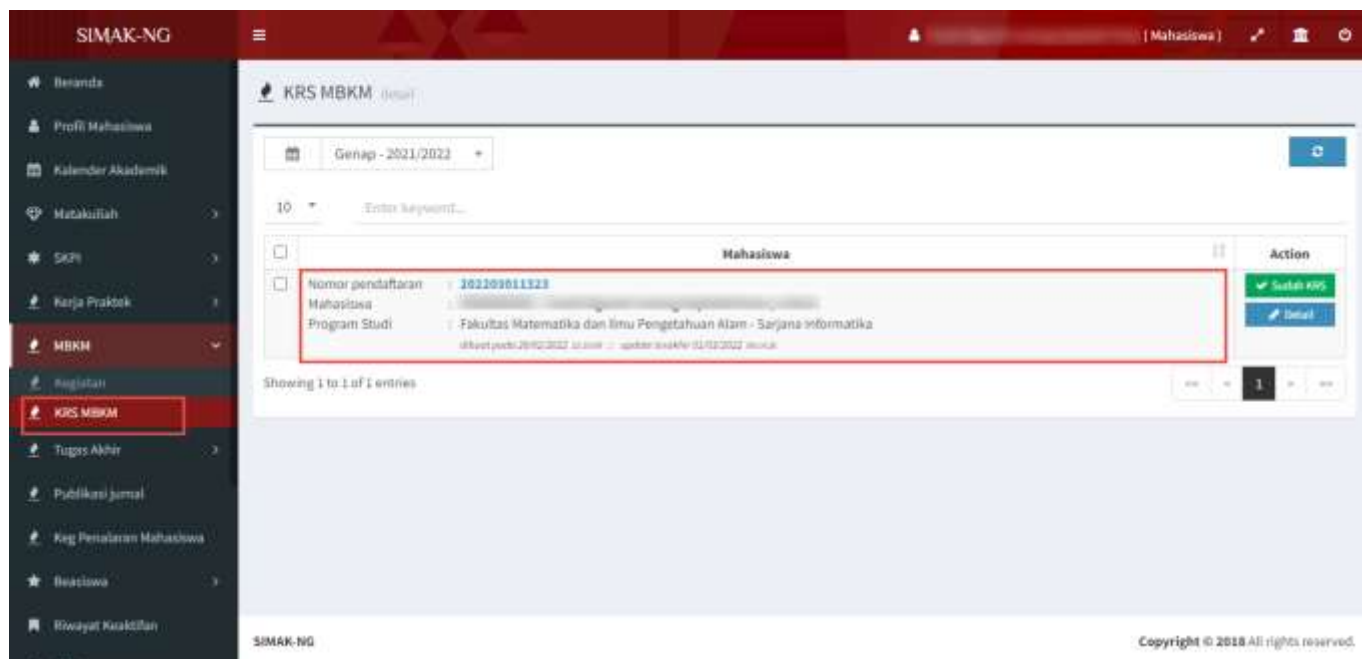 SIMAK-NG
( Mahasiswa )
Beranda
Profil Mahasiswa
Kalender Akademik
Matakuliah
SKPI
Kerja Praktek
MBKM
Kegiatan
KRS MBKM
Tugas Akhir
Publikasi jurnal
Keg Penalaran Mahasiswa
Beasiswa
Riwayat Keaktifan
KRS MBKM detail
Genap - 2021/2022
10
Enter keyword...
Mahasiswa
Action
Nomor pendaftaran : 202203011323
Mahasiswa :
Program Studi : Fakultas Matematika dan Ilmu Pengetahuan Alam - Sarjana Informatika
Sudah KRS
Detail
Showing 1 to 1 of 1 entries
«« « 1 » »»
SIMAK-NG
Copyright © 2018 All rights reserved.